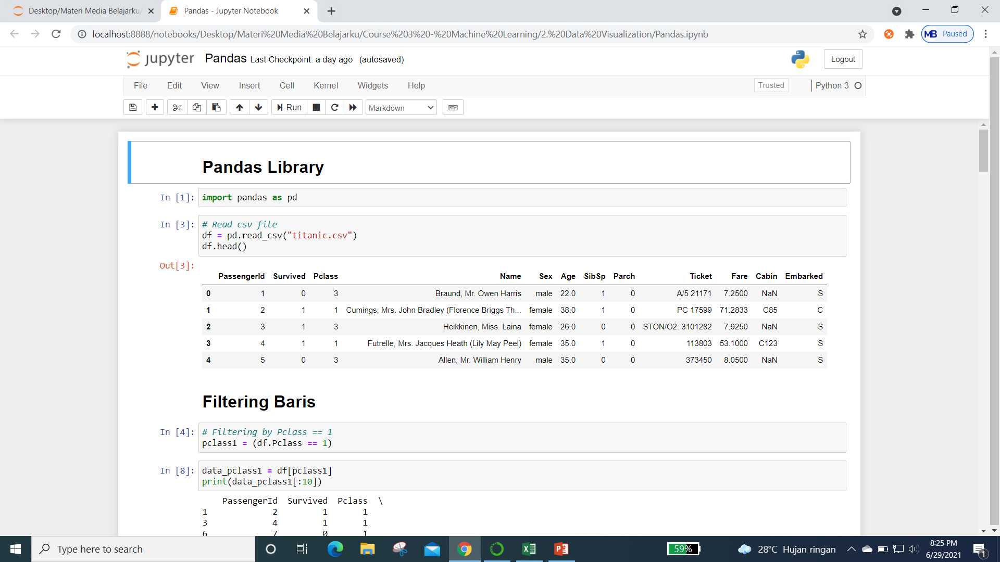 Desktop/Materi Media Belajarku/
Pandas - Jupyter Notebook
localhost:8888/notebooks/Desktop/Materi%20Media%20Belajarku/Course%203%20-%20Machine%20Learning/2.%20Data%20Visualization/Pandas.ipynb
MB Paused
jupyter Pandas Last Checkpoint: a day ago (autosaved)
Logout
File Edit View Insert Cell Kernel Widgets Help
Trusted
Python 3
Run
Markdown
Pandas Library
In [1]: import pandas as pd
In [3]: # Read csv file
df = pd.read_csv("titanic.csv")
df.head()
Out[3]:
PassengerId Survived Pclass Name Sex Age SibSp Parch Ticket Fare Cabin Embarked
0 1 0 3 Braund, Mr. Owen Harris male 22.0 1 0 A/5 21171 7.2500 NaN S
1 2 1 1 Cumings, Mrs. John Bradley (Florence Briggs Th... female 38.0 1 0 PC 17599 71.2833 C85 C
2 3 1 3 Heikkinen, Miss. Laina female 26.0 0 0 STON/O2. 3101282 7.9250 NaN S
3 4 1 1 Futrelle, Mrs. Jacques Heath (Lily May Peel) female 35.0 1 0 113803 53.1000 C123 S
4 5 0 3 Allen, Mr. William Henry male 35.0 0 0 373450 8.0500 NaN S
Filtering Baris
In [4]: # Filtering by Pclass == 1
pclass1 = (df.Pclass == 1)
In [8]: data_pclass1 = df[pclass1]
print(data_pclass1[:10])
PassengerId Survived Pclass \
1 2 1 1
3 4 1 1
6 7 0 1
Type here to search
59%
28°C Hujan ringan
8:25 PM
6/29/2021
1